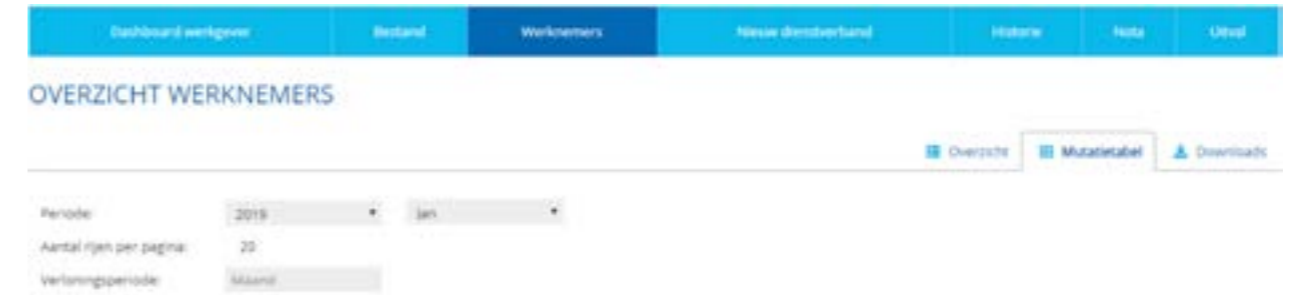 Dashboard werkgever Bestand Werknemers Nieuw dienstverband Historie Nota Uitval
OVERZICHT WERKNEMERS
Overzicht Mutatietabel Downloads
Periode: 2019 Jan
Aantal rijen per pagina: 20
Verloningsperiode: Maand